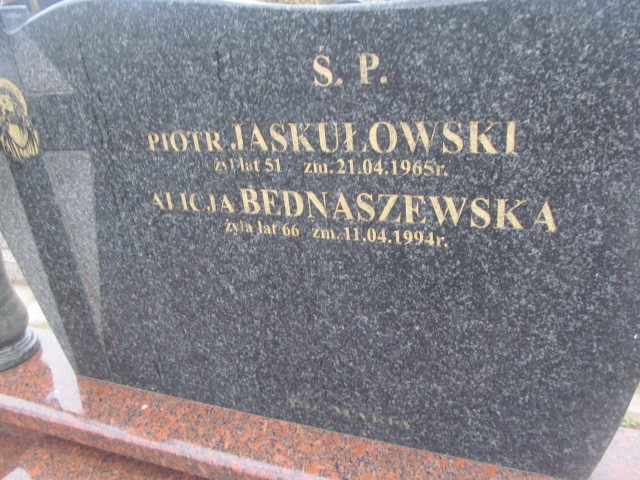 Ś. P.
PIOTR JASKUŁOWSKI
żył lat 51 zm. 21.04.1965r.
ALICJA BEDNASZEWSKA
żyła lat 66 zm. 11.04.1994r.